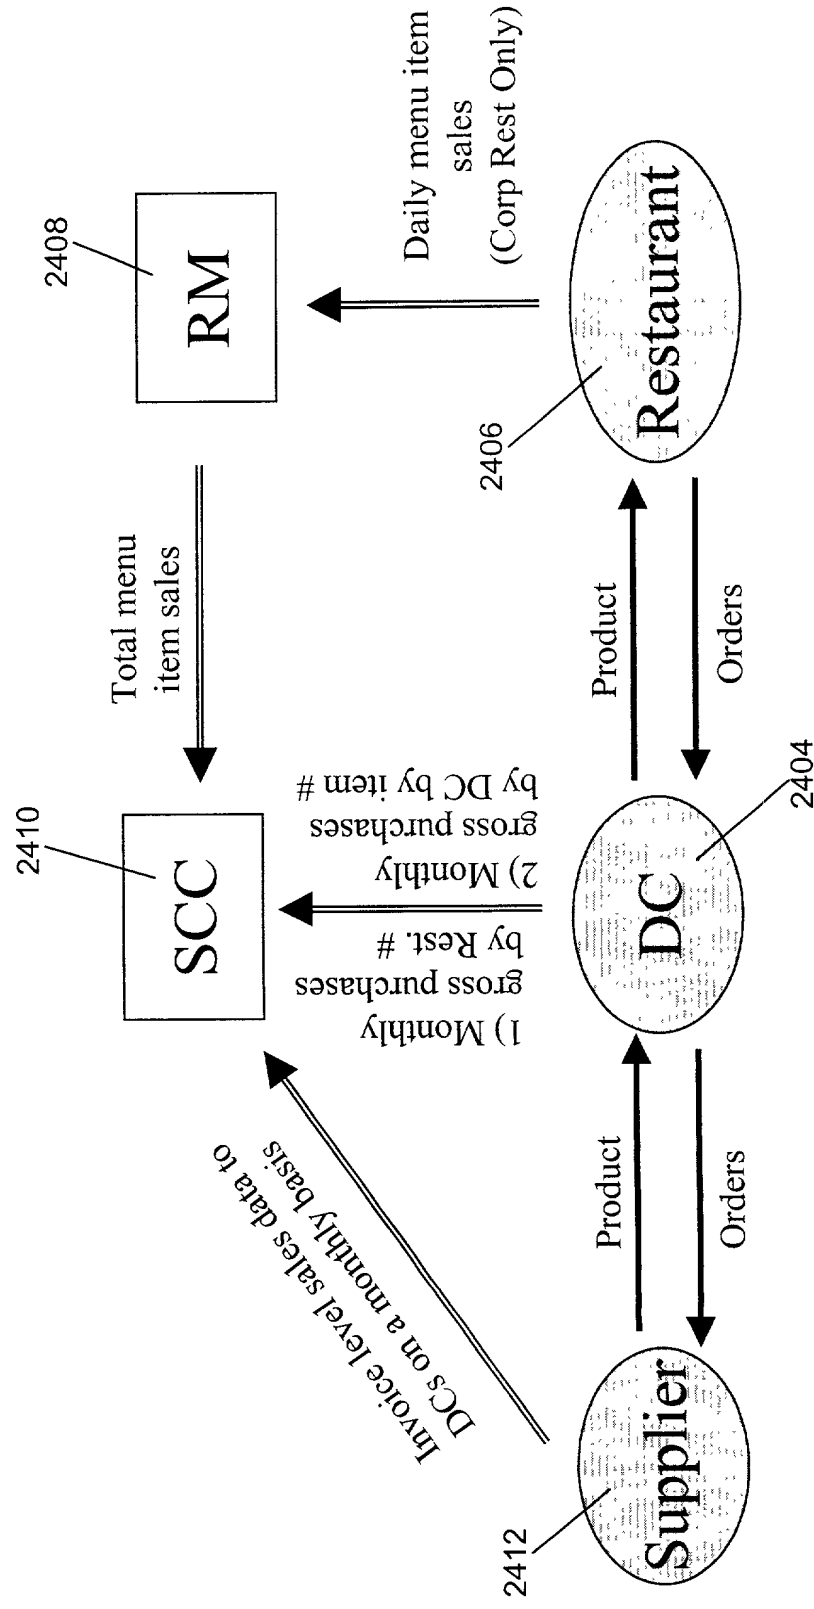 2410
SCC
Total menu
item sales
2408
RM
Invoice level sales data to
DCs on a monthly basis
1) Monthly
gross purchases
by Rest. #
2) Monthly
gross purchases
by DC by item #
Daily menu item
sales
(Corp Rest Only)
2412
Supplier
Product
Orders
DC
2404
Product
Orders
2406
Restaurant